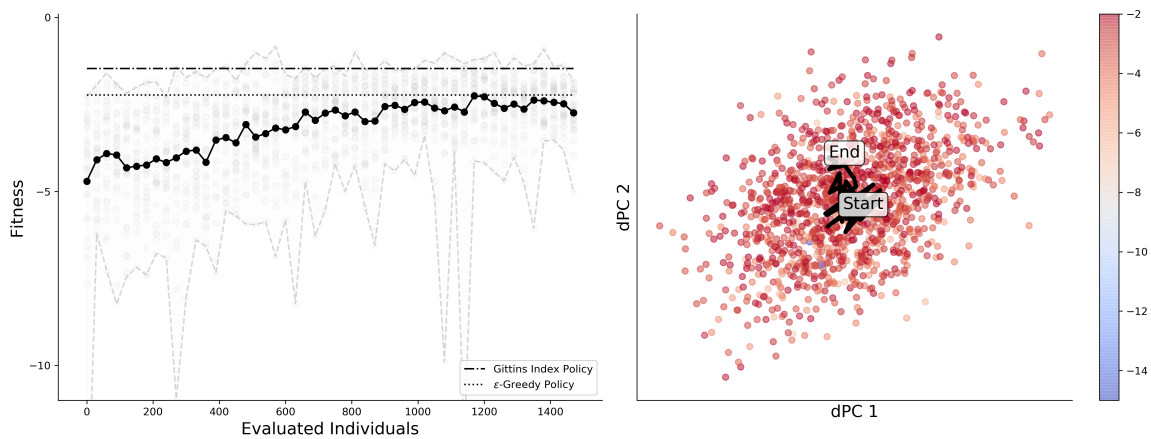 0
−5
−10
Fitness
0
200
400
600
800
1000
1200
1400
Evaluated Individuals
Gittins Index Policy
ε-Greedy Policy
dPC 2
dPC 1
End
Start
−2
−4
−6
−8
−10
−12
−14